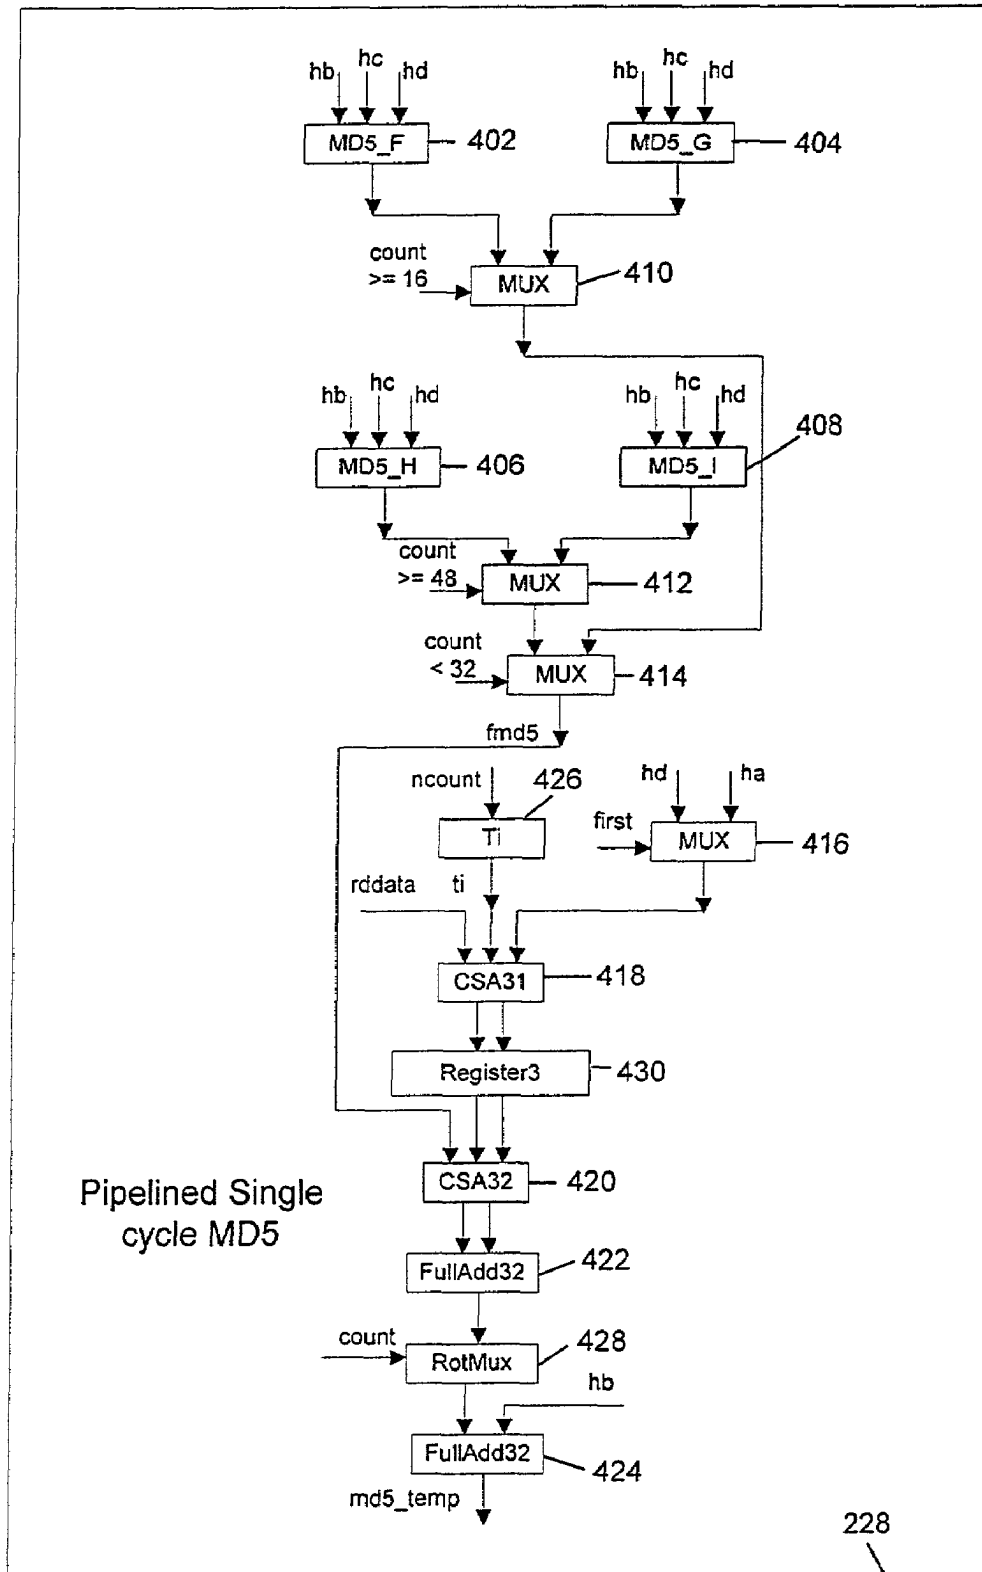 hb hc hd hb hc hd
MD5_F 402 MD5_G 404
count
>= 16 MUX 410
hb hc hd hb hc hd
MD5_H 406 MD5_I 408
count
>= 48 MUX 412
count
< 32 MUX 414
fmd5
ncount 426 hd ha
Ti first MUX 416
rddata ti
CSA31 418
Register3 430
CSA32 420
Pipelined Single
cycle MD5
FullAdd32 422
count RotMux 428
hb
FullAdd32 424
md5_temp
228